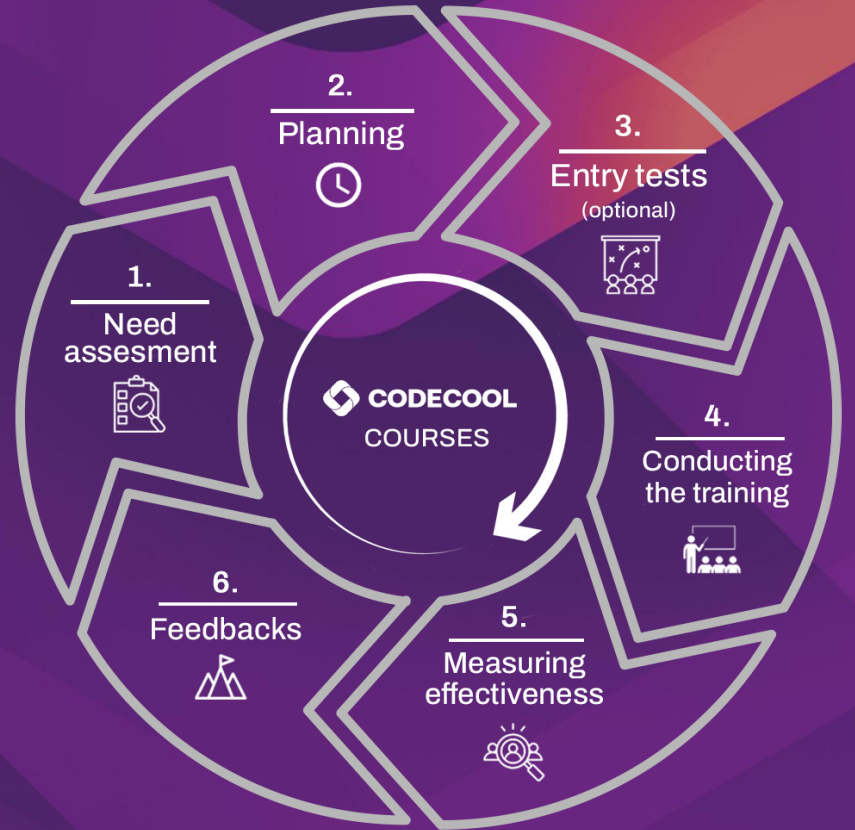 1.
Need
assesment
2.
Planning
3.
Entry tests
(optional)
4.
Conducting
the training
5.
Measuring
effectiveness
6.
Feedbacks
CODECOOL
COURSES